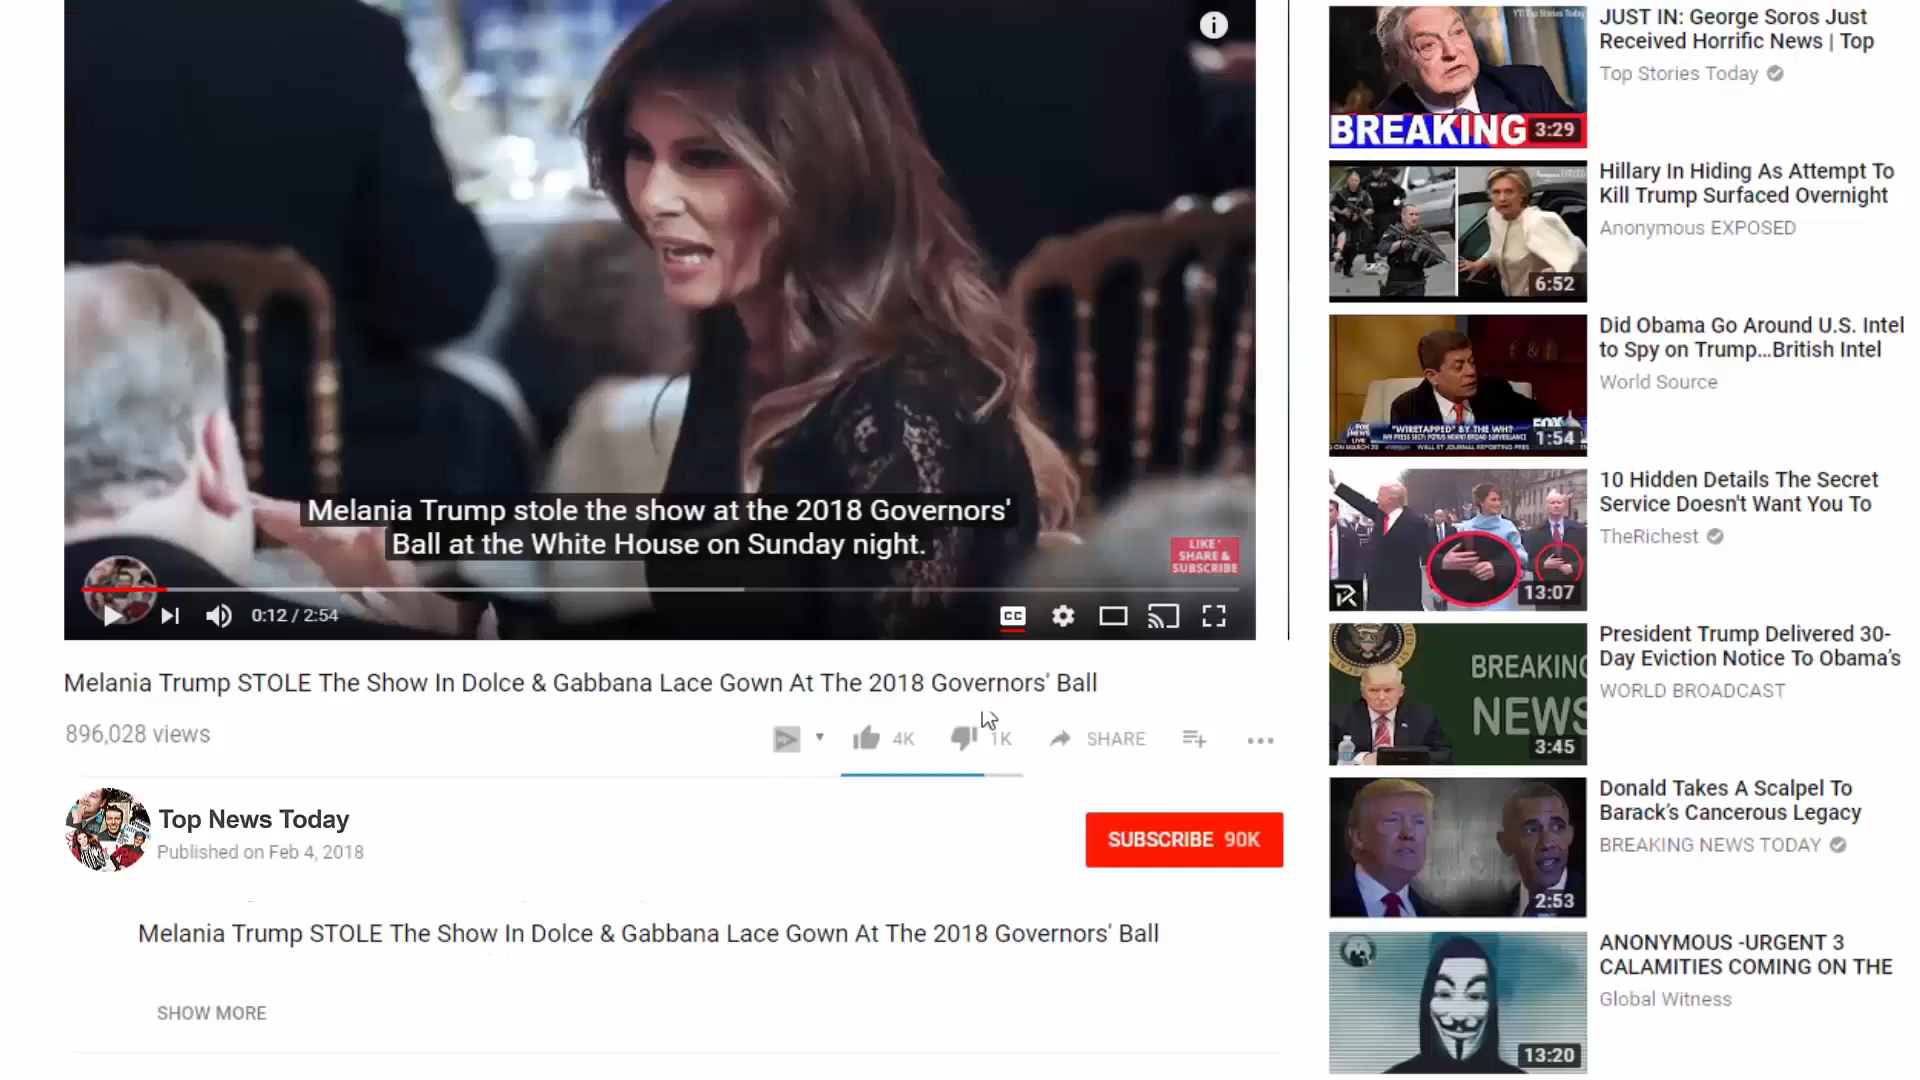 Melania Trump stole the show at the 2018 Governors'
Ball at the White House on Sunday night.
LIKE
SHARE &
SUBSCRIBE
0:12 / 2:54
CC
Melania Trump STOLE The Show In Dolce & Gabbana Lace Gown At The 2018 Governors' Ball
896,028 views
4K
1K
SHARE
Top News Today
Published on Feb 4, 2018
SUBSCRIBE 90K
Melania Trump STOLE The Show In Dolce & Gabbana Lace Gown At The 2018 Governors' Ball
SHOW MORE
BREAKING
3:29
JUST IN: George Soros Just
Received Horrific News | Top
Top Stories Today
6:52
Hillary In Hiding As Attempt To
Kill Trump Surfaced Overnight
Anonymous EXPOSED
"WIRETAPPED" BY THE WH?
FOX
NEWS
1:54
Did Obama Go Around U.S. Intel
to Spy on Trump...British Intel
World Source
13:07
10 Hidden Details The Secret
Service Doesn't Want You To
TheRichest
BREAKING
NEWS
3:45
President Trump Delivered 30-
Day Eviction Notice To Obama's
WORLD BROADCAST
2:53
Donald Takes A Scalpel To
Barack's Cancerous Legacy
BREAKING NEWS TODAY
13:20
ANONYMOUS -URGENT 3
CALAMITIES COMING ON THE
Global Witness